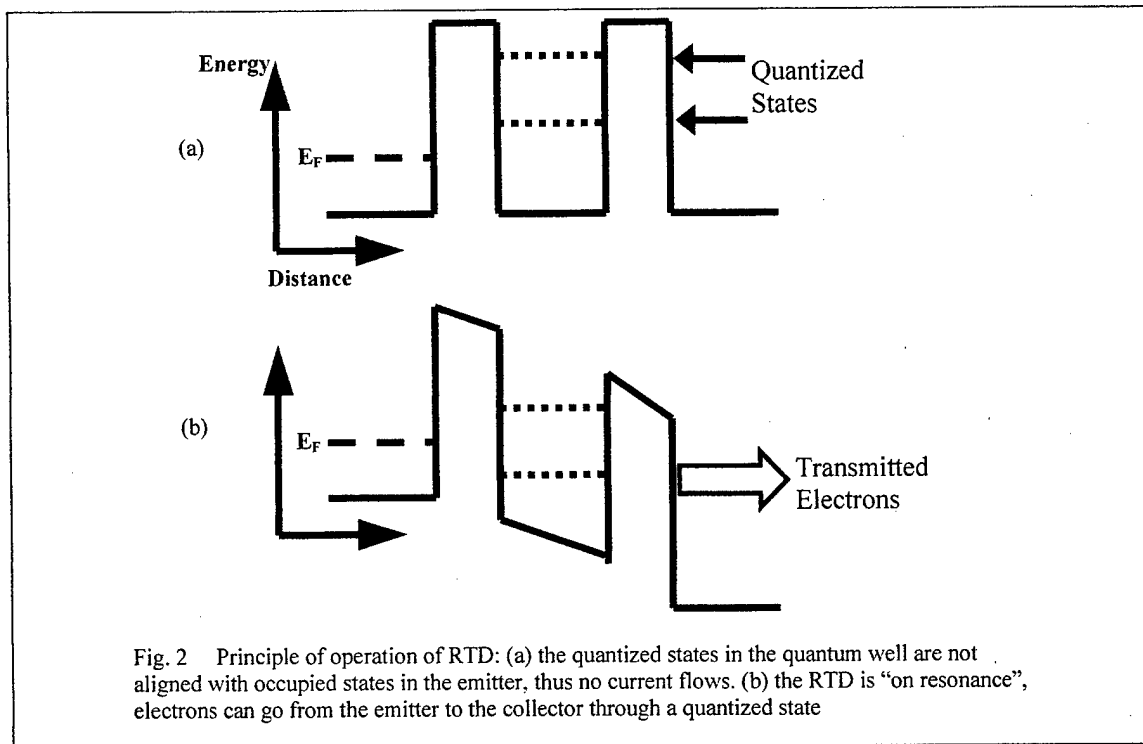 Energy
Quantized
States
(a)
E_F
Distance
(b)
E_F
Transmitted
Electrons
Fig. 2 Principle of operation of RTD: (a) the quantized states in the quantum well are not
aligned with occupied states in the emitter, thus no current flows. (b) the RTD is “on resonance”,
electrons can go from the emitter to the collector through a quantized state